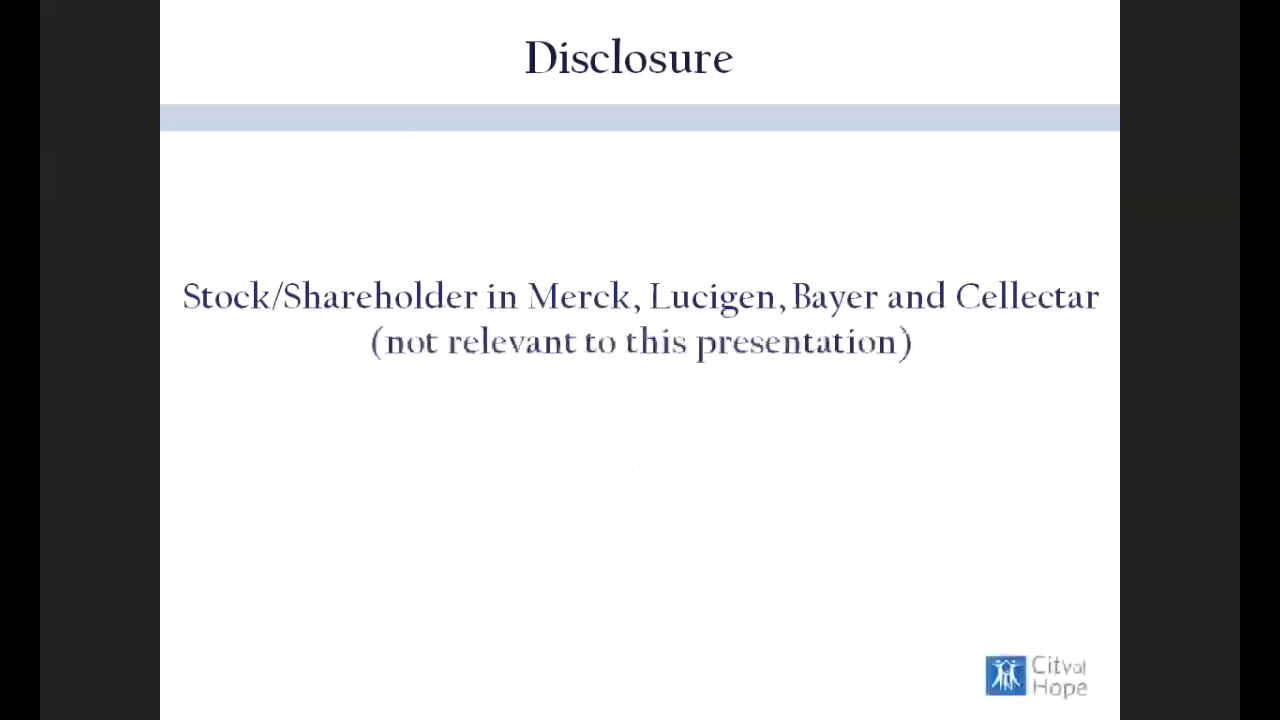 Disclosure
Stock/Shareholder in Merck, Lucigen, Bayer and Cellectar
(not relevant to this presentation)
City of
Hope